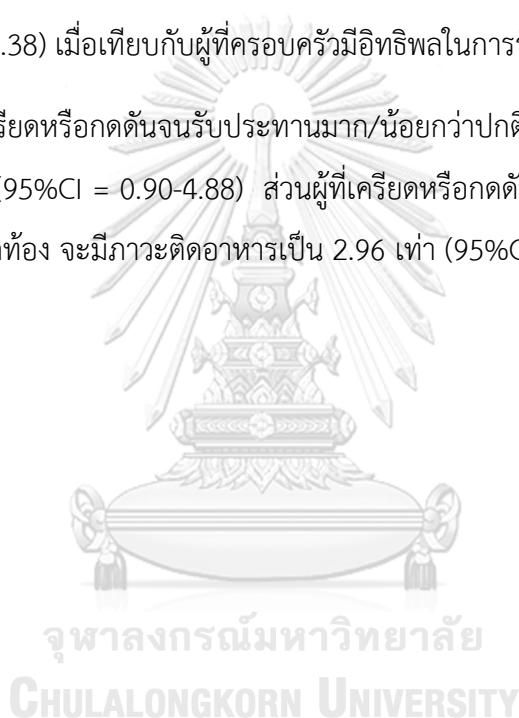 .38) เมื่อเทียบกับผู้ที่ครอบครัวมีอิทธิพลในการ
รียดหรือกดดันจนรับประทานมาก/น้อยกว่าปกติ
(95%CI = 0.90-4.88) ส่วนผู้ที่เครียดหรือกดดั
ท้อง จะมีภาวะติดอาหารเป็น 2.96 เท่า (95%C
จุฬาลงกรณ์มหาวิทยาลัย
CHULALONGKORN UNIVERSITY